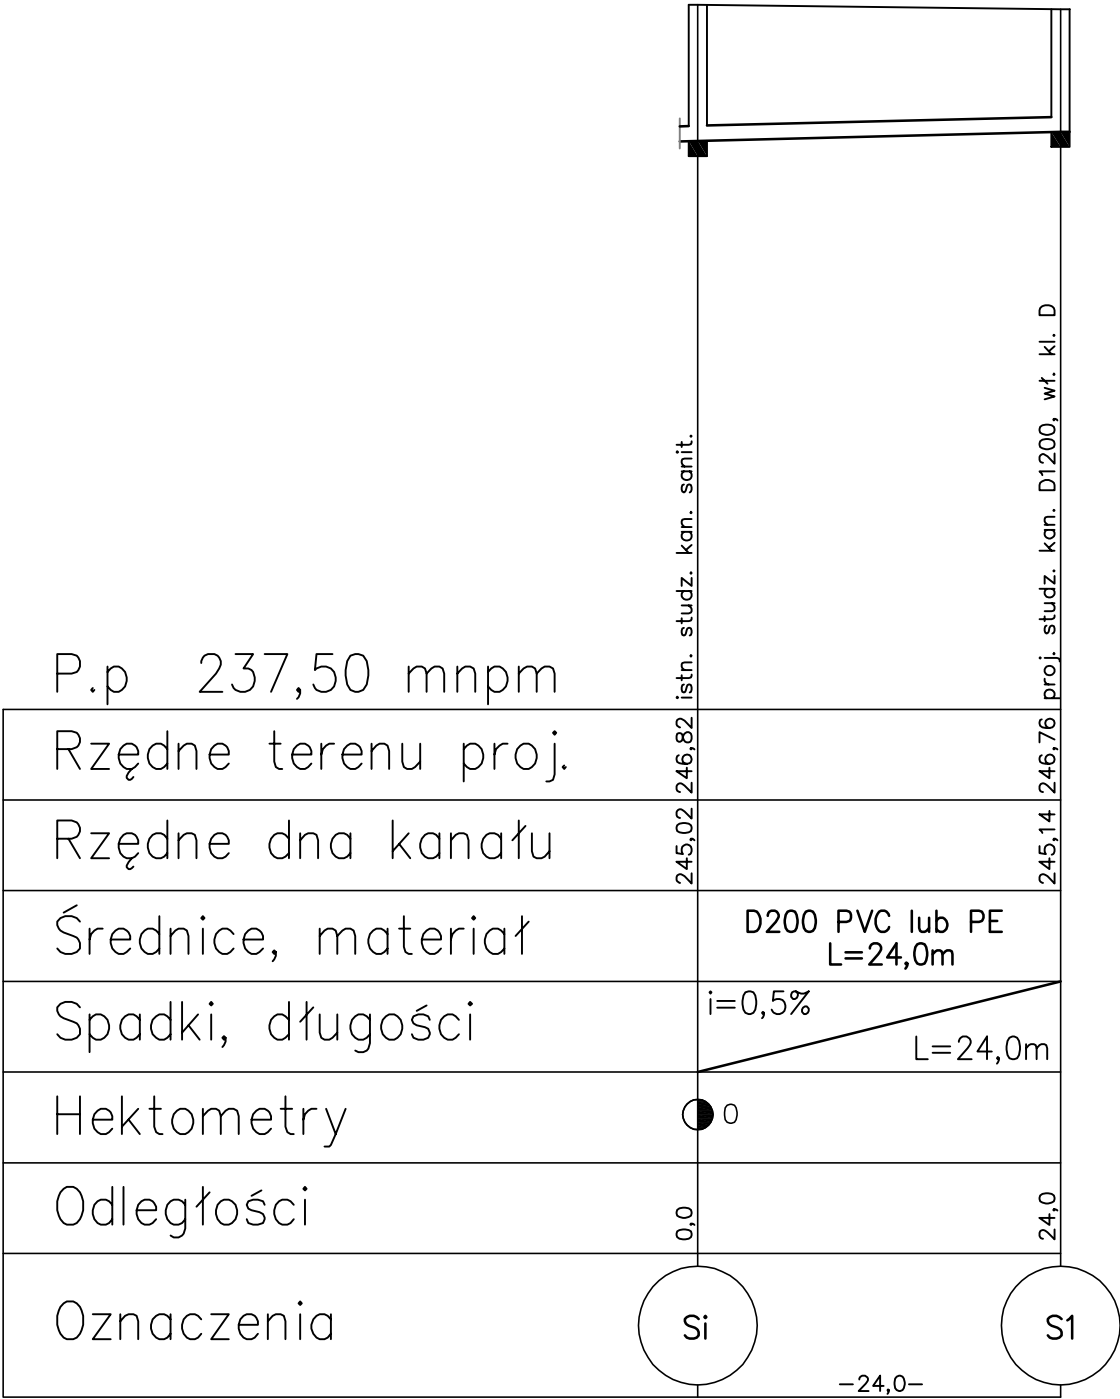 proj. studz. kan. D1200, wł. kl. D
istn. studz. kan. sanit.
P.p 237,50 mnpm
Rzędne terenu proj. 246,82 246,76
Rzędne dna kanału 245,02 245,14
Średnice, materiał D200 PVC lub PE
L=24,0m
Spadki, długości i=0,5%
L=24,0m
Hektometry 0
Odległości 0,0 24,0
Oznaczenia Si S1
-24,0-